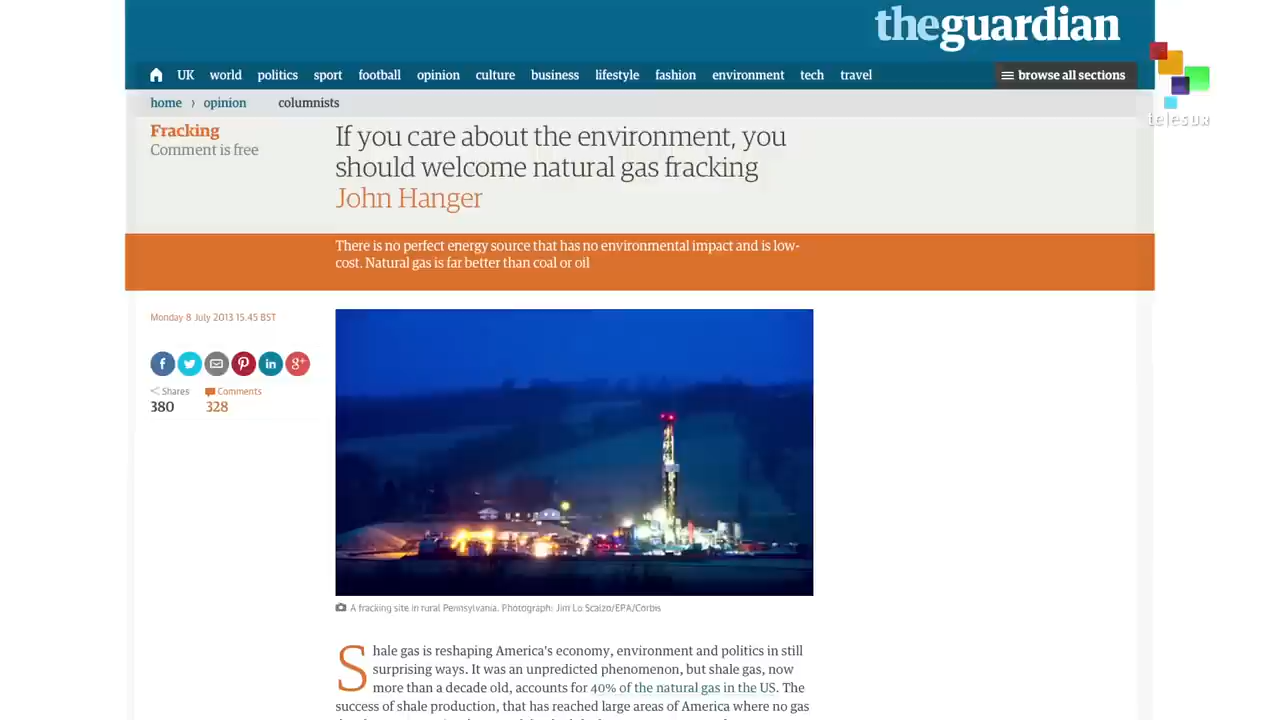 theguardian
UK world politics sport football opinion culture business lifestyle fashion environment tech travel browse all sections
home › opinion columnists
Fracking
Comment is free
If you care about the environment, you
should welcome natural gas fracking
John Hanger
There is no perfect energy source that has no environmental impact and is low-
cost. Natural gas is far better than coal or oil
Monday 8 July 2013 15.45 BST
Shares
380
Comments
328
A fracking site in rural Pennsylvania. Photograph: Jim Lo Scalzo/EPA/Corbis
Shale gas is reshaping America's economy, environment and politics in still
surprising ways. It was an unpredicted phenomenon, but shale gas, now
more than a decade old, accounts for 40% of the natural gas in the US. The
success of shale production, that has reached large areas of America where no gas
teleSUR